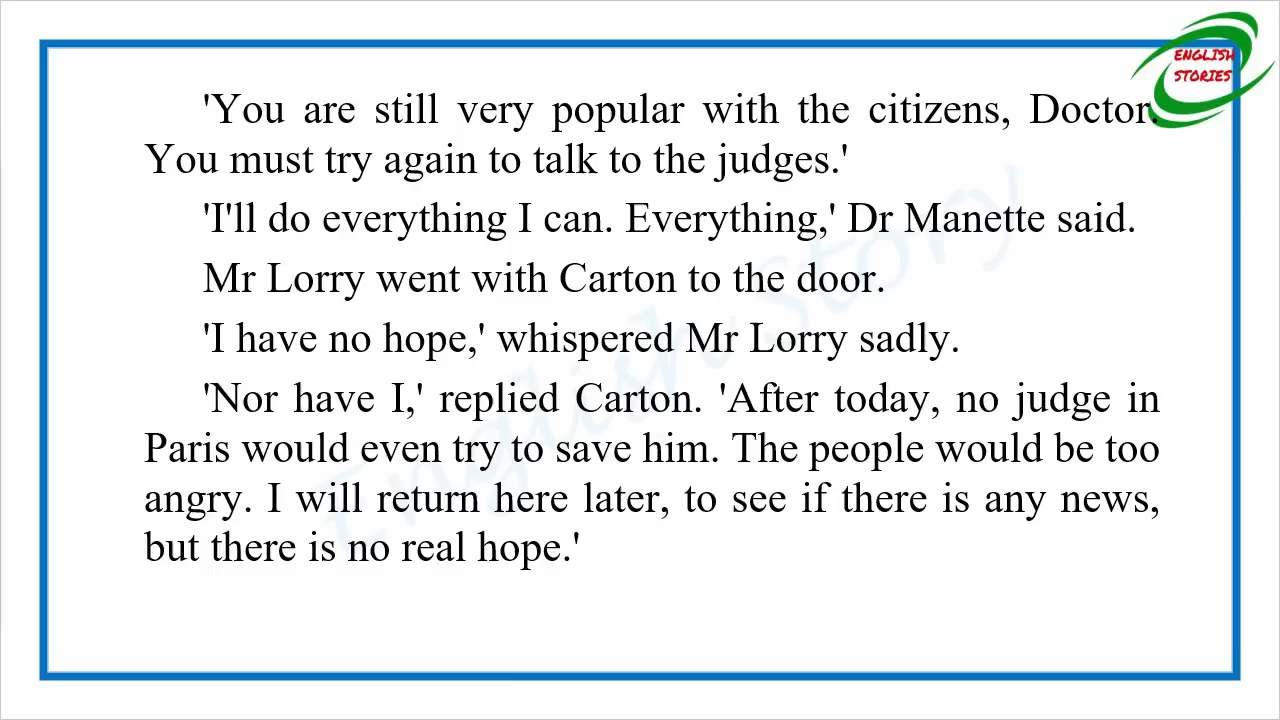 ENGLISH
STORIES
'You are still very popular with the citizens, Doctor.
You must try again to talk to the judges.'
'I'll do everything I can. Everything,' Dr Manette said.
Mr Lorry went with Carton to the door.
'I have no hope,' whispered Mr Lorry sadly.
'Nor have I,' replied Carton. 'After today, no judge in
Paris would even try to save him. The people would be too
angry. I will return here later, to see if there is any news,
but there is no real hope.'
English Story